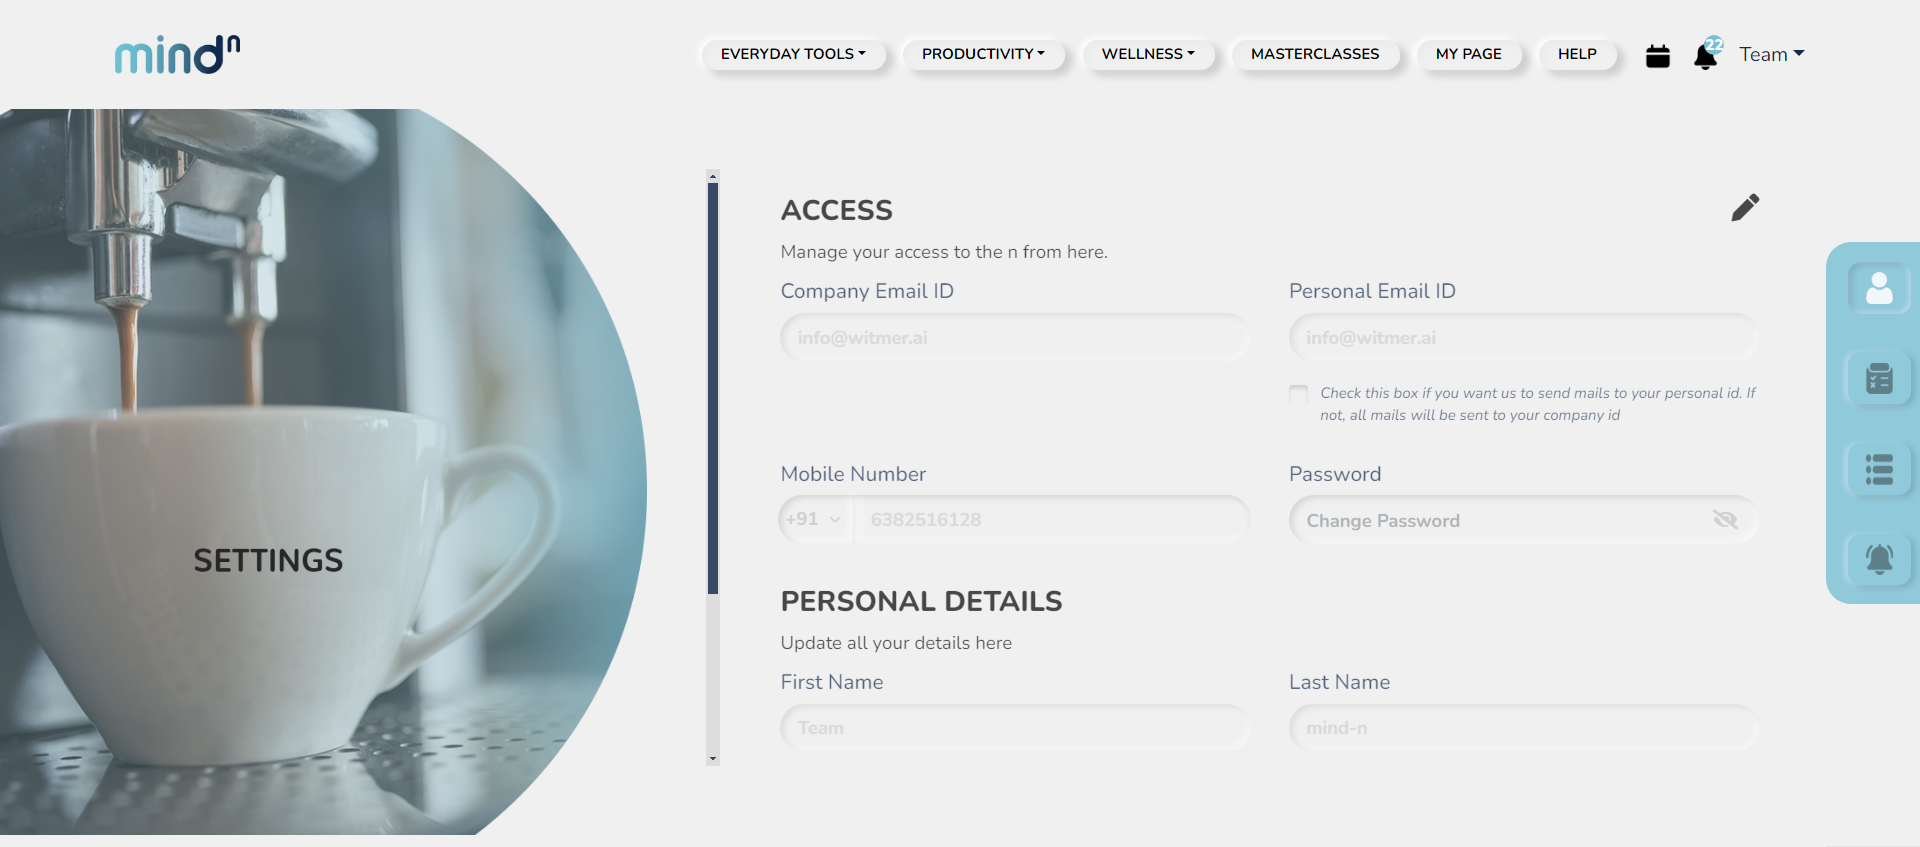 mind n
EVERYDAY TOOLS
PRODUCTIVITY
WELLNESS
MASTERCLASSES
MY PAGE
HELP
22
Team
SETTINGS
ACCESS
Manage your access to the n from here.
Company Email ID
Personal Email ID
info@witmer.ai
info@witmer.ai
Check this box if you want us to send mails to your personal id. If
not, all mails will be sent to your company id
Mobile Number
Password
+91
6382516128
Change Password
PERSONAL DETAILS
Update all your details here
First Name
Last Name
Team
mind-n